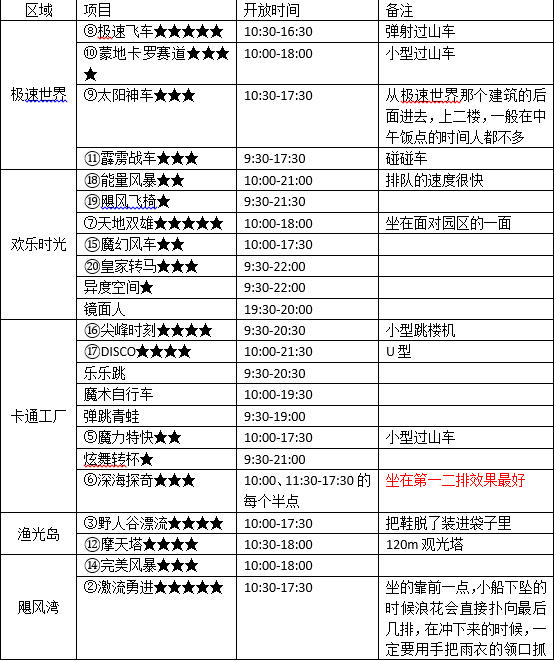 区域 项目 开放时间 备注
极速世界 ⑧极速飞车★★★★★ 10:30-16:30 弹射过山车
⑩蒙地卡罗赛道★★★ 10:00-18:00 小型过山车
★
⑨太阳神车★★★ 10:30-17:30 从极速世界那个建筑的后
面进去，上二楼，一般在中
午饭点的时间人都不多
⑪霹雳战车★★★ 9:30-17:30 碰碰车
欢乐时光 ⑱能量风暴★★ 10:00-21:00 排队的速度很快
⑲飓风飞椅★ 9:30-21:30
⑦天地双雄★★★★★ 10:00-18:00 坐在面对园区的一面
⑮魔幻风车★★ 10:00-17:30
⑳皇家转马★★★ 9:30-22:00
异度空间★ 9:30-22:00
镜面人 19:30-20:00
卡通工厂 ⑯尖峰时刻★★★★ 9:30-20:30 小型跳楼机
⑰DISCO★★★★ 10:00-21:30 U 型
乐乐跳 9:30-20:30
魔术自行车 10:00-19:30
弹跳青蛙 9:30-19:00
⑤魔力特快★★ 10:00-17:30 小型过山车
炫舞转杯★ 9:30-21:00
⑥深海探奇★★★ 10:00、11:30-17:30 的 坐在第一二排效果最好
每个半点
渔光岛 ③野人谷漂流★★★★ 10:00-17:30 把鞋脱了装进袋子里
⑫摩天塔★★★★ 10:30-18:00 120m 观光塔
飓风湾 ⑭完美风暴★★★ 10:00-18:00
②激流勇进★★★★★ 10:30-17:30 坐的靠前一点，小船下坠的
时候浪花会直接扑向最后
几排，在冲下来的时候，一
定要用手把雨衣的领口抓